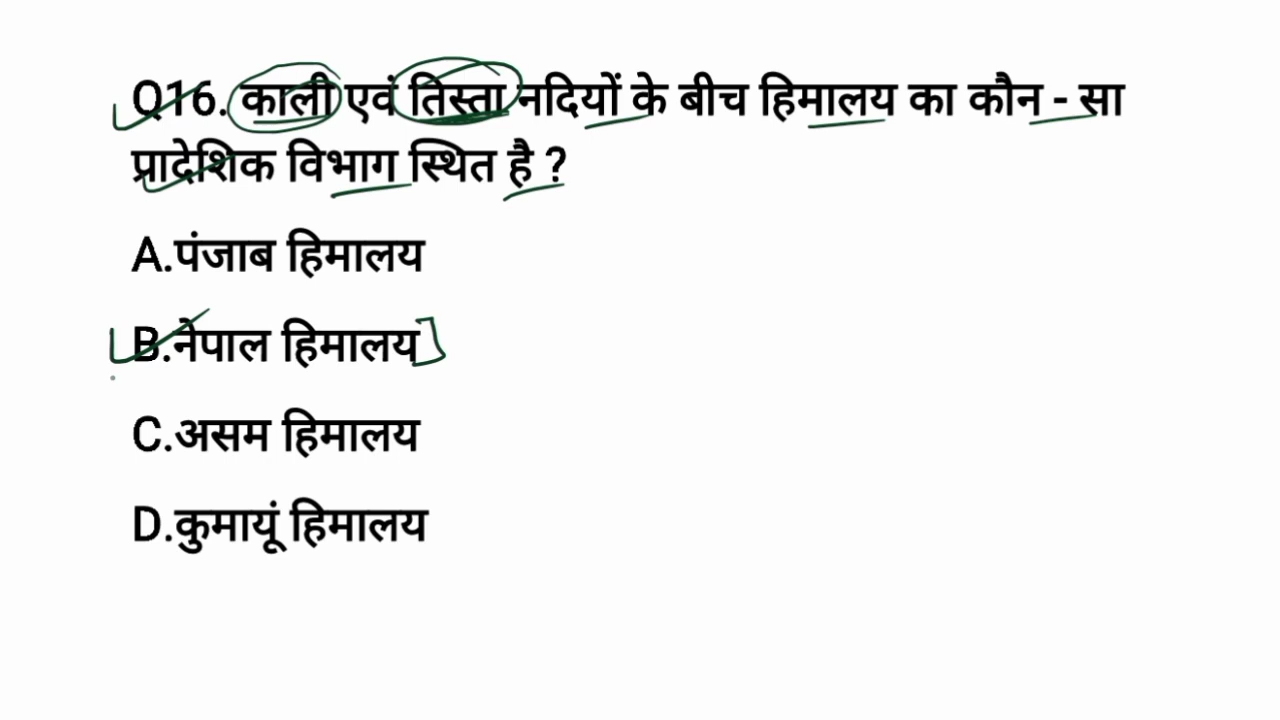 Q16. काली एवं तिस्ता नदियों के बीच हिमालय का कौन - सा
प्रादेशिक विभाग स्थित है ?
A.पंजाब हिमालय
B.नेपाल हिमालय
C.असम हिमालय
D.कुमायूं हिमालय